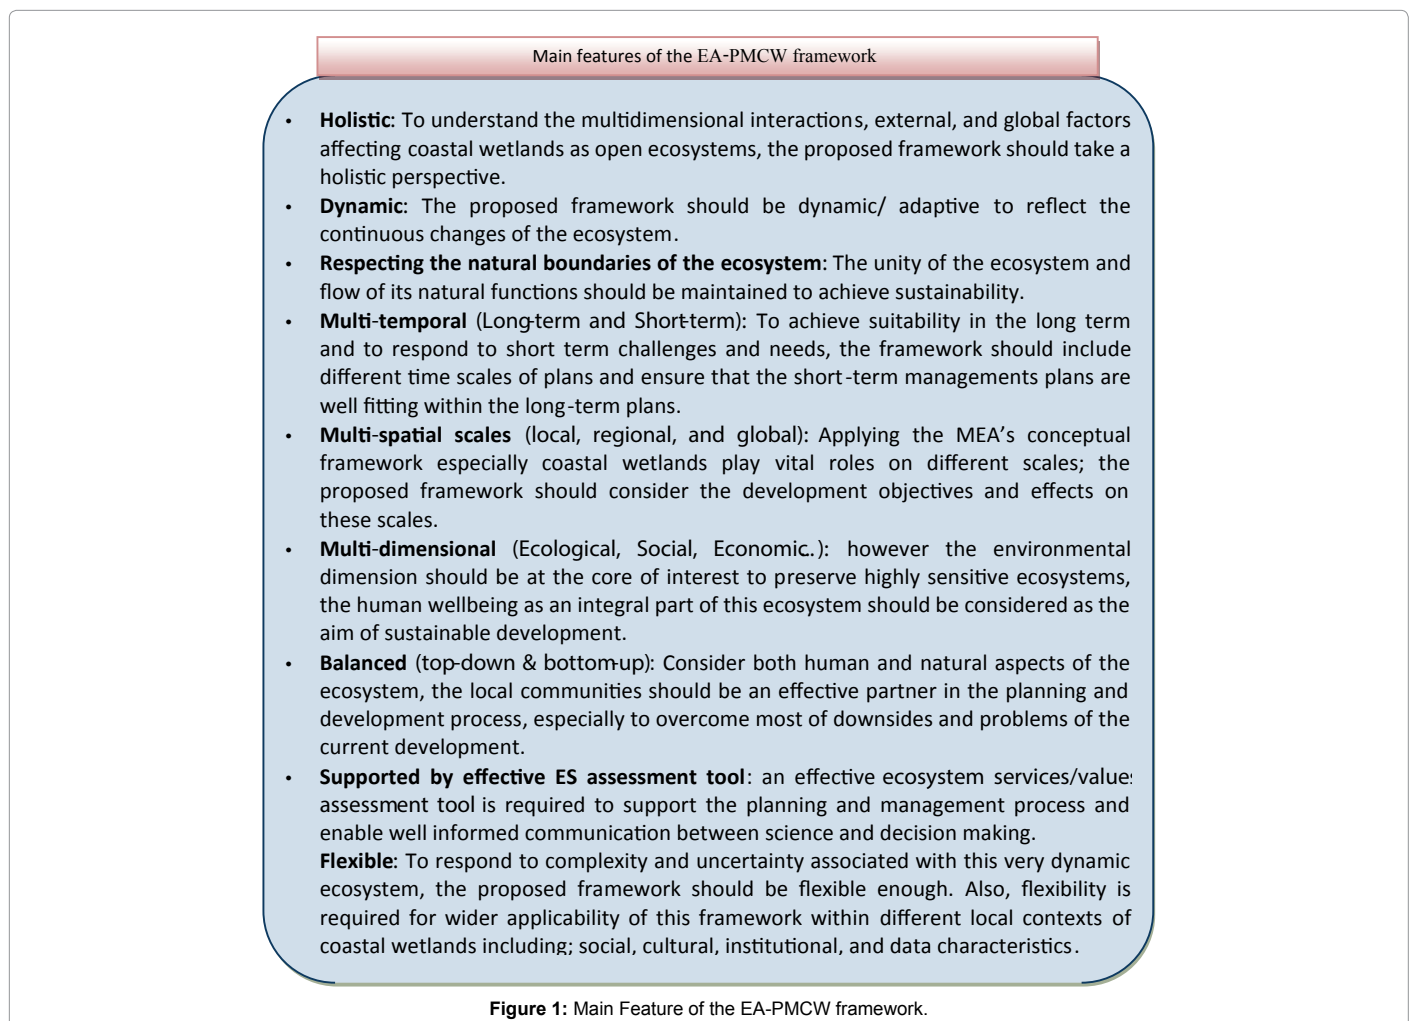 Main features of the EA-PMCW framework
• Holistic: To understand the multidimensional interactions, external, and global factors
affecting coastal wetlands as open ecosystems, the proposed framework should take a
holistic perspective.
• Dynamic: The proposed framework should be dynamic/ adaptive to reflect the
continuous changes of the ecosystem.
• Respecting the natural boundaries of the ecosystem: The unity of the ecosystem and
flow of its natural functions should be maintained to achieve sustainability.
• Multi-temporal (Long-term and Short-term): To achieve suitability in the long term
and to respond to short term challenges and needs, the framework should include
different time scales of plans and ensure that the short-term managements plans are
well fitting within the long-term plans.
• Multi-spatial scales (local, regional, and global): Applying the MEA’s conceptual
framework especially coastal wetlands play vital roles on different scales; the
proposed framework should consider the development objectives and effects on
these scales.
• Multi-dimensional (Ecological, Social, Economic..): however the environmental
dimension should be at the core of interest to preserve highly sensitive ecosystems,
the human wellbeing as an integral part of this ecosystem should be considered as the
aim of sustainable development.
• Balanced (top-down & bottom-up): Consider both human and natural aspects of the
ecosystem, the local communities should be an effective partner in the planning and
development process, especially to overcome most of downsides and problems of the
current development.
• Supported by effective ES assessment tool: an effective ecosystem services/values
assessment tool is required to support the planning and management process and
enable well informed communication between science and decision making.
Flexible: To respond to complexity and uncertainty associated with this very dynamic
ecosystem, the proposed framework should be flexible enough. Also, flexibility is
required for wider applicability of this framework within different local contexts of
coastal wetlands including; social, cultural, institutional, and data characteristics.
Figure 1: Main Feature of the EA-PMCW framework.